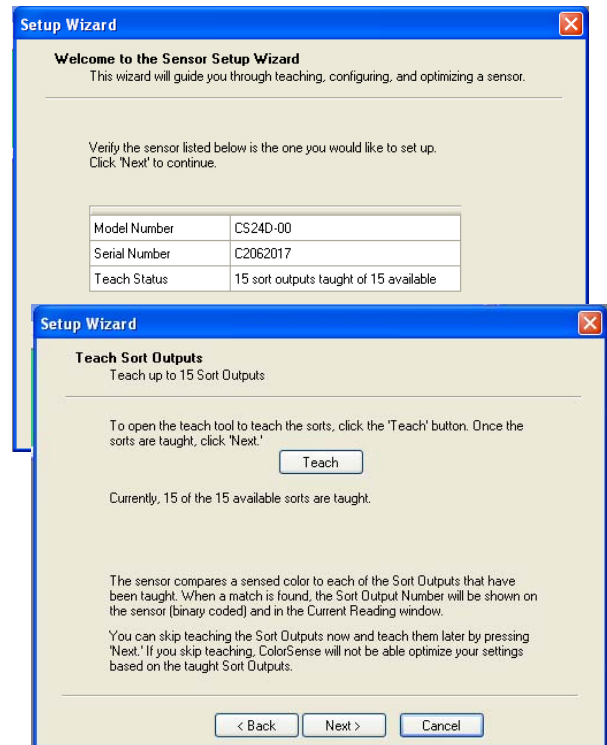 Setup Wizard
Welcome to the Sensor Setup Wizard
This wizard will guide you through teaching, configuring, and optimizing a sensor.
Verify the sensor listed below is the one you would like to set up.
Click 'Next' to continue.
Model Number CS24D-00
Serial Number C2062017
Teach Status 15 sort outputs taught of 15 available
Setup Wizard
Teach Sort Outputs
Teach up to 15 Sort Outputs
To open the teach tool to teach the sorts, click the 'Teach' button. Once the
sorts are taught, click 'Next.'
Teach
Currently, 15 of the 15 available sorts are taught.
The sensor compares a sensed color to each of the Sort Outputs that have
been taught. When a match is found, the Sort Output Number will be shown on
the sensor (binary coded) and in the Current Reading window.
You can skip teaching the Sort Outputs now and teach them later by pressing
'Next.' If you skip teaching, ColorSense will not be able optimize your settings
based on the taught Sort Outputs.
< Back Next > Cancel